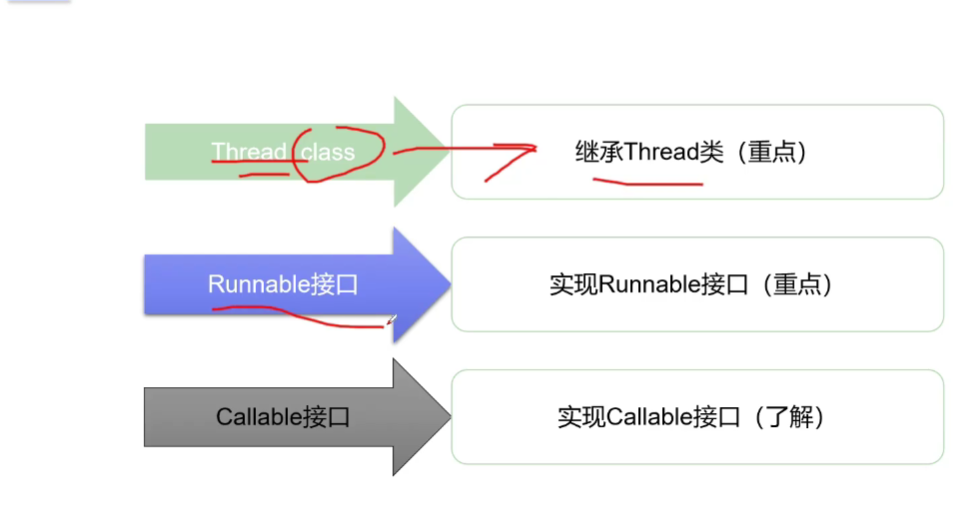 Thread class
继承Thread类（重点）
Runnable接口
实现Runnable接口（重点）
Callable接口
实现Callable接口（了解）